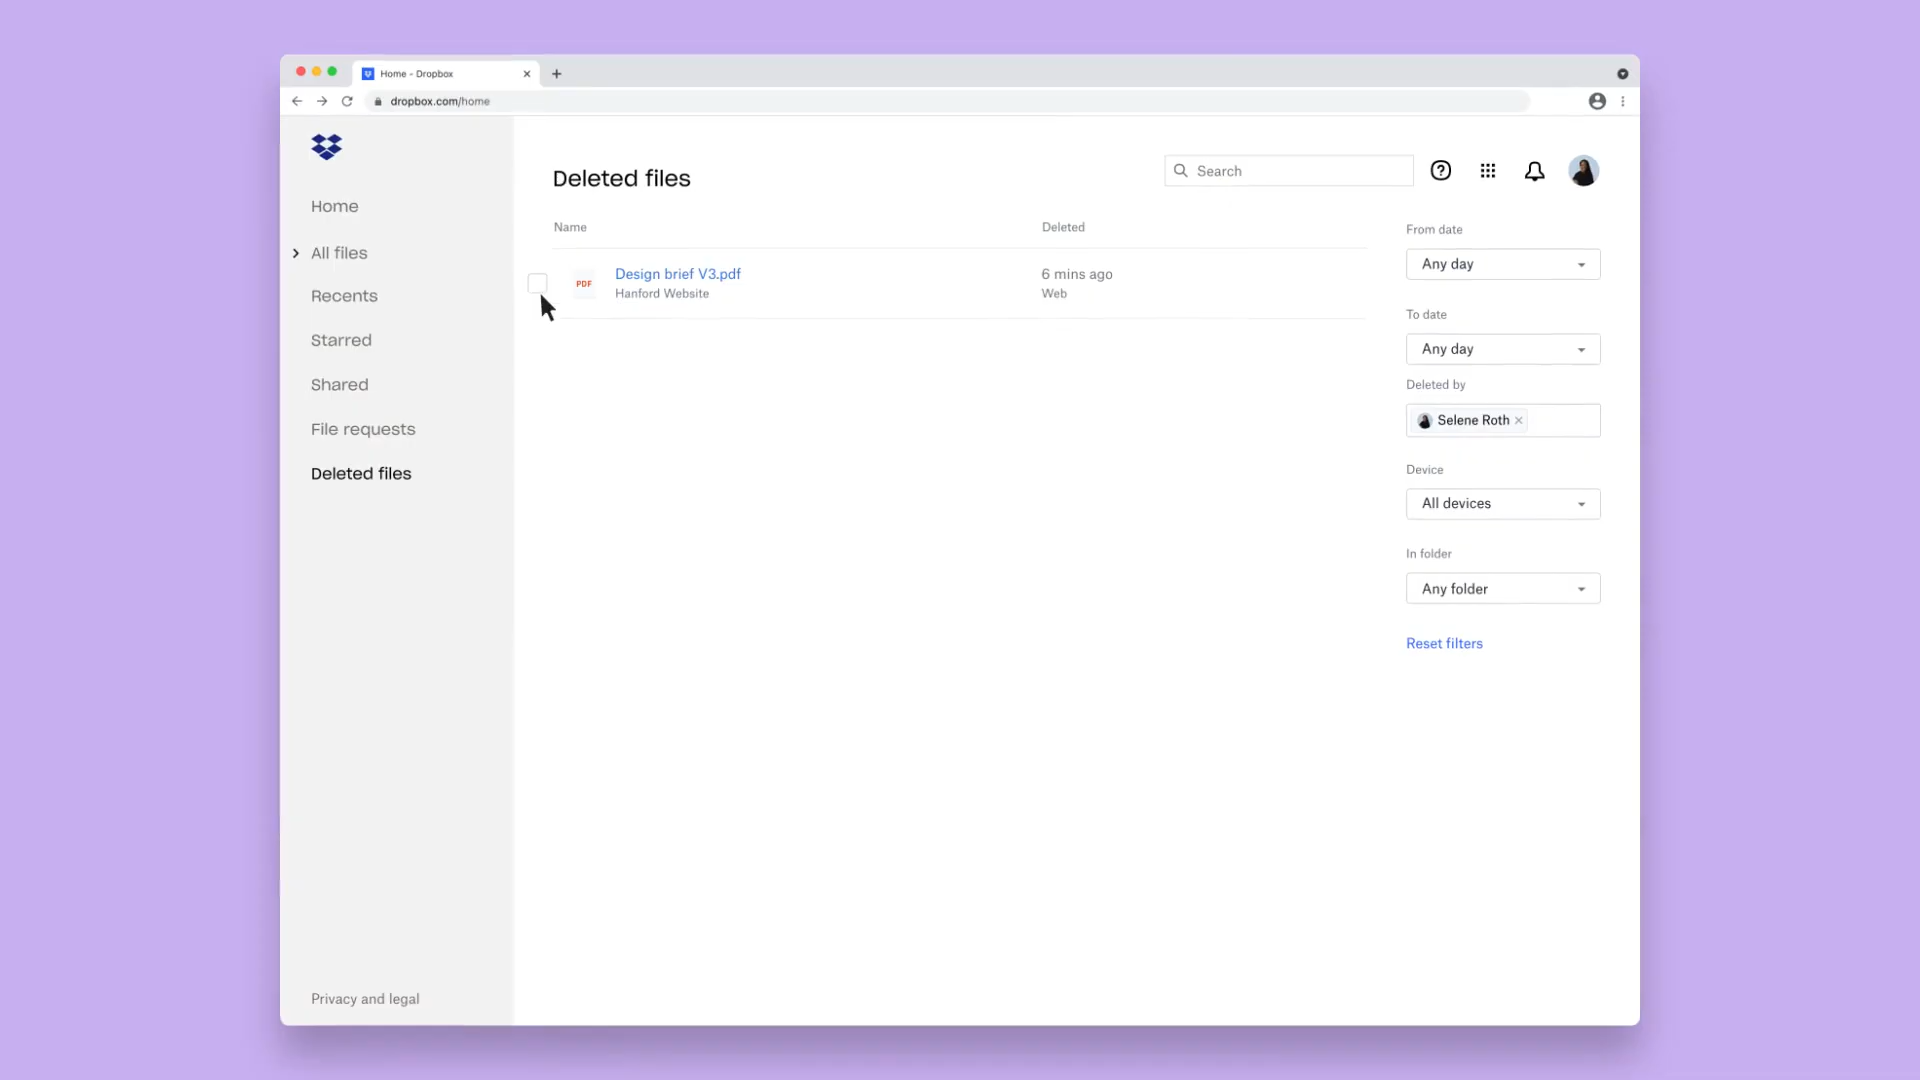 Home - Dropbox
dropbox.com/home
Home
All files
Recents
Starred
Shared
File requests
Deleted files
Privacy and legal
Deleted files
Search
Name
Deleted
PDF
Design brief V3.pdf
Hanford Website
6 mins ago
Web
From date
Any day
To date
Any day
Deleted by
Selene Roth
Device
All devices
In folder
Any folder
Reset filters